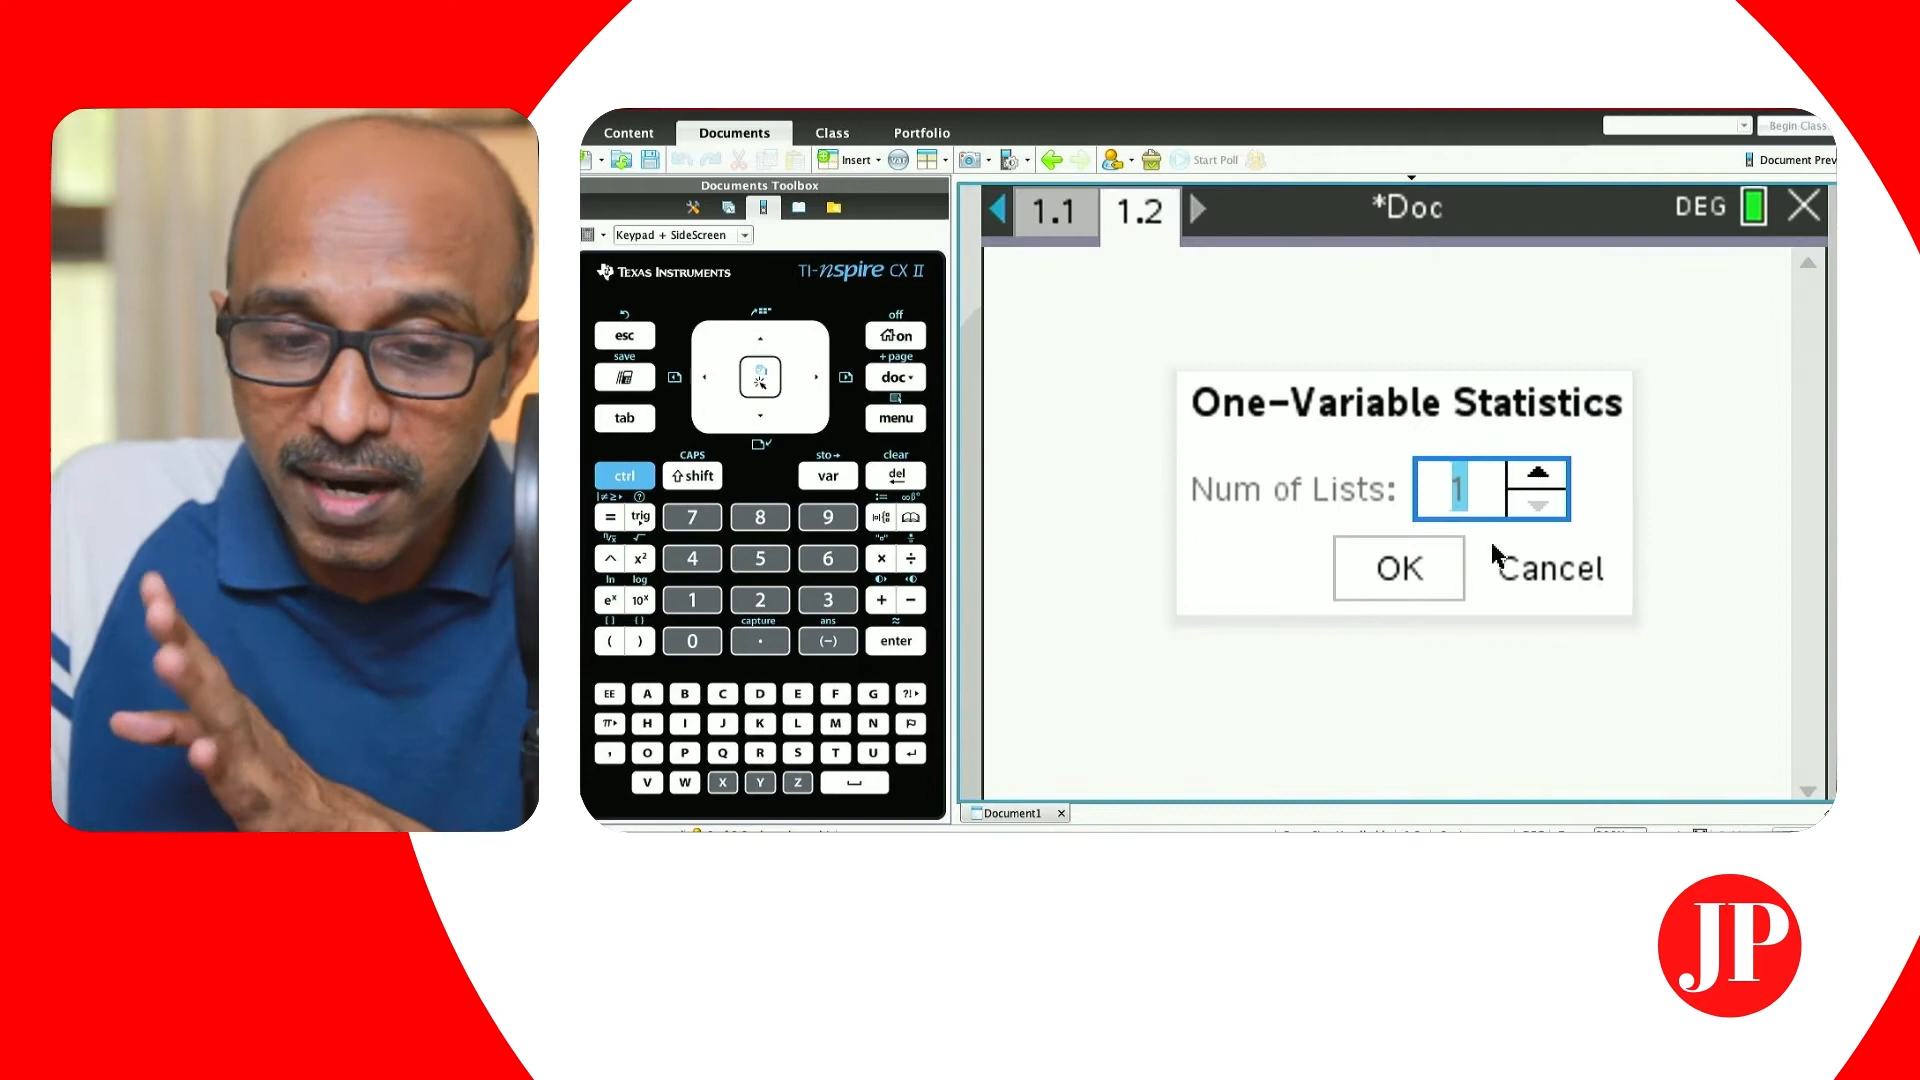 Content Documents Class Portfolio Begin Class
Insert Start Poll Document Prev
Documents Toolbox
Keypad + SideScreen
1.1 1.2 *Doc DEG
TEXAS INSTRUMENTS TI-nspire CX II
off
esc on
save + page
doc
tab menu
CAPS sto→ clear
ctrl shift var del
= trig 7 8 9
^ x² 4 5 6 × ÷
ln log
eˣ 10ˣ 1 2 3 + −
[ ] { } capture ans ≈
( ) 0 . (−) enter
EE A B C D E F G ?!
π H I J K L M N
, O P Q R S T U
V W X Y Z
One-Variable Statistics
Num of Lists: 1
OK Cancel
Document1
JP